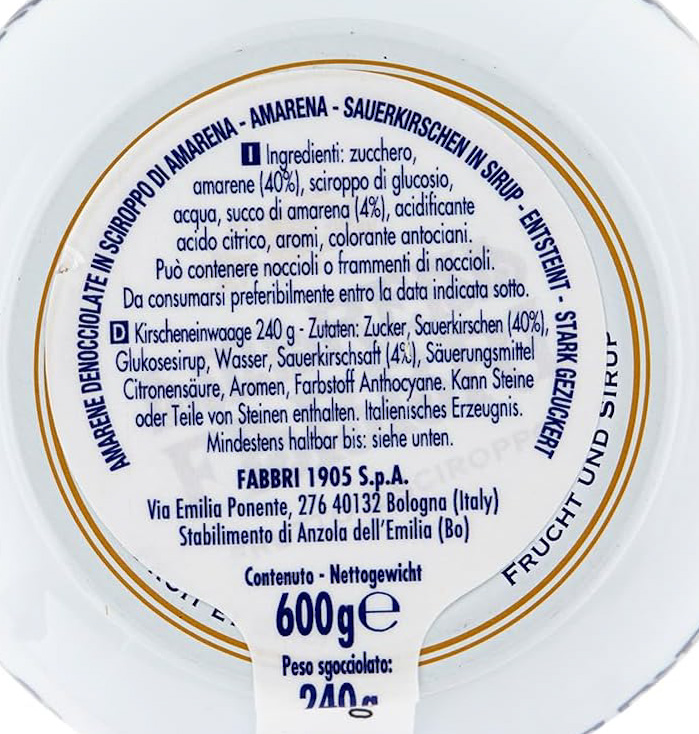 AMARENE DENOCCIOLATE IN SCIROPPO DI AMARENA - AMARENA - SAUERKIRSCHEN IN SIRUP - ENTSTEINT - STARK GEZUCKERT
I Ingredienti: zucchero,
amarene (40%), sciroppo di glucosio,
acqua, succo di amarena (4%), acidificante
acido citrico, aromi, colorante antociani.
Può contenere noccioli o frammenti di noccioli.
Da consumarsi preferibilmente entro la data indicata sotto.
D Kirscheneinwaage 240 g - Zutaten: Zucker, Sauerkirschen (40%),
Glukosesirup, Wasser, Sauerkirschsaft (4%), Säuerungsmittel
Citronensäure, Aromen, Farbstoff Anthocyane. Kann Steine
oder Teile von Steinen enthalten. Italienisches Erzeugnis.
Mindestens haltbar bis: siehe unten.
FABBRI 1905 S.p.A.
Via Emilia Ponente, 276 40132 Bologna (Italy)
Stabilimento di Anzola dell'Emilia (Bo)
Contenuto - Nettogewicht
600g e
Peso sgocciolato:
240 g
FRUCHT UND SIRUP